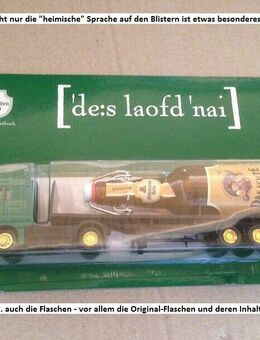 ht nur die "heimische" Sprache auf den Blistern ist etwas besonderes
['de:s laofd 'nai]
. auch die Flaschen - vor allem die Original-Flaschen und deren Inhalt